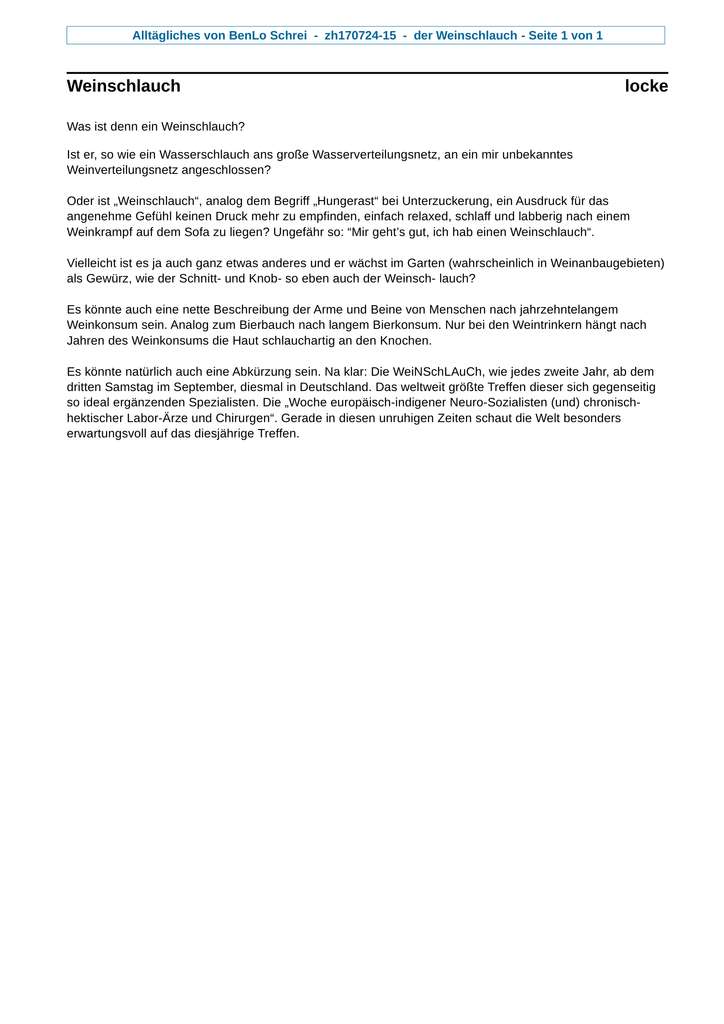 Alltägliches von BenLo Schrei - zh170724-15 - der Weinschlauch - Seite 1 von 1
Weinschlauch locke
Was ist denn ein Weinschlauch?
Ist er, so wie ein Wasserschlauch ans große Wasserverteilungsnetz, an ein mir unbekanntes
Weinverteilungsnetz angeschlossen?
Oder ist „Weinschlauch“, analog dem Begriff „Hungerast“ bei Unterzuckerung, ein Ausdruck für das
angenehme Gefühl keinen Druck mehr zu empfinden, einfach relaxed, schlaff und labberig nach einem
Weinkrampf auf dem Sofa zu liegen? Ungefähr so: “Mir geht’s gut, ich hab einen Weinschlauch“.
Vielleicht ist es ja auch ganz etwas anderes und er wächst im Garten (wahrscheinlich in Weinanbaugebieten)
als Gewürz, wie der Schnitt- und Knob- so eben auch der Weinsch- lauch?
Es könnte auch eine nette Beschreibung der Arme und Beine von Menschen nach jahrzehntelangem
Weinkonsum sein. Analog zum Bierbauch nach langem Bierkonsum. Nur bei den Weintrinkern hängt nach
Jahren des Weinkonsums die Haut schlauchartig an den Knochen.
Es könnte natürlich auch eine Abkürzung sein. Na klar: Die WeiNSchLAuCh, wie jedes zweite Jahr, ab dem
dritten Samstag im September, diesmal in Deutschland. Das weltweit größte Treffen dieser sich gegenseitig
so ideal ergänzenden Spezialisten. Die „Woche europäisch-indigener Neuro-Sozialisten (und) chronisch-
hektischer Labor-Ärze und Chirurgen“. Gerade in diesen unruhigen Zeiten schaut die Welt besonders
erwartungsvoll auf das diesjährige Treffen.